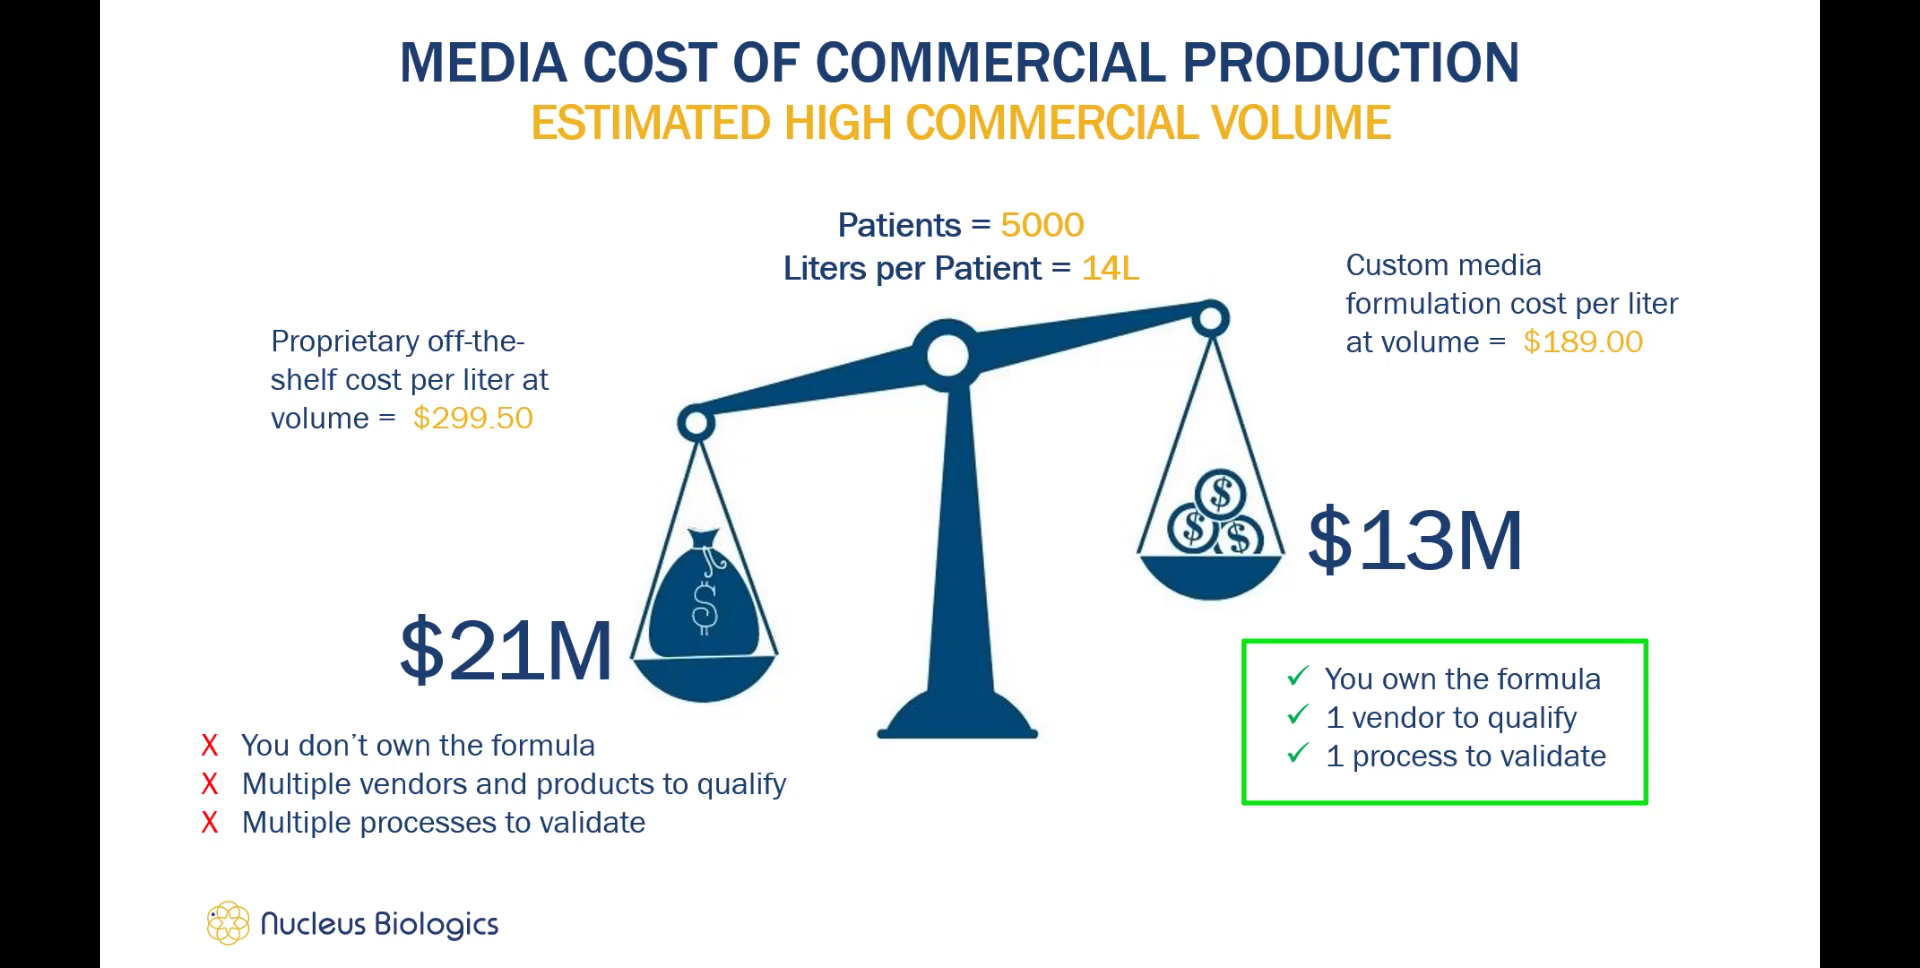 MEDIA COST OF COMMERCIAL PRODUCTION
ESTIMATED HIGH COMMERCIAL VOLUME
Patients = 5000
Liters per Patient = 14L
Proprietary off-the-
shelf cost per liter at
volume = $299.50
Custom media
formulation cost per liter
at volume = $189.00
$
$
$
$
$21M
$13M
X You don't own the formula
X Multiple vendors and products to qualify
X Multiple processes to validate
✓ You own the formula
✓ 1 vendor to qualify
✓ 1 process to validate
Nucleus Biologics